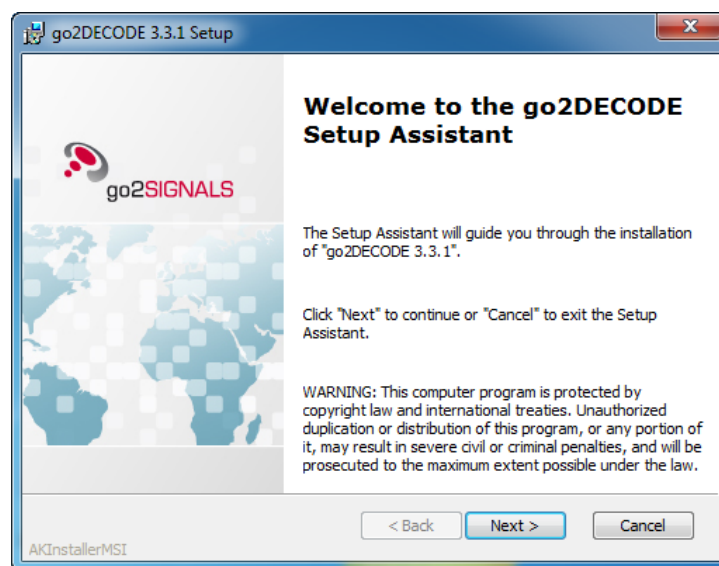 go2DECODE 3.3.1 Setup
Welcome to the go2DECODE
Setup Assistant
go2SIGNALS
The Setup Assistant will guide you through the installation
of "go2DECODE 3.3.1".
Click "Next" to continue or "Cancel" to exit the Setup
Assistant.
WARNING: This computer program is protected by
copyright law and international treaties. Unauthorized
duplication or distribution of this program, or any portion of
it, may result in severe civil or criminal penalties, and will be
prosecuted to the maximum extent possible under the law.
< Back
Next >
Cancel
AKInstallerMSI